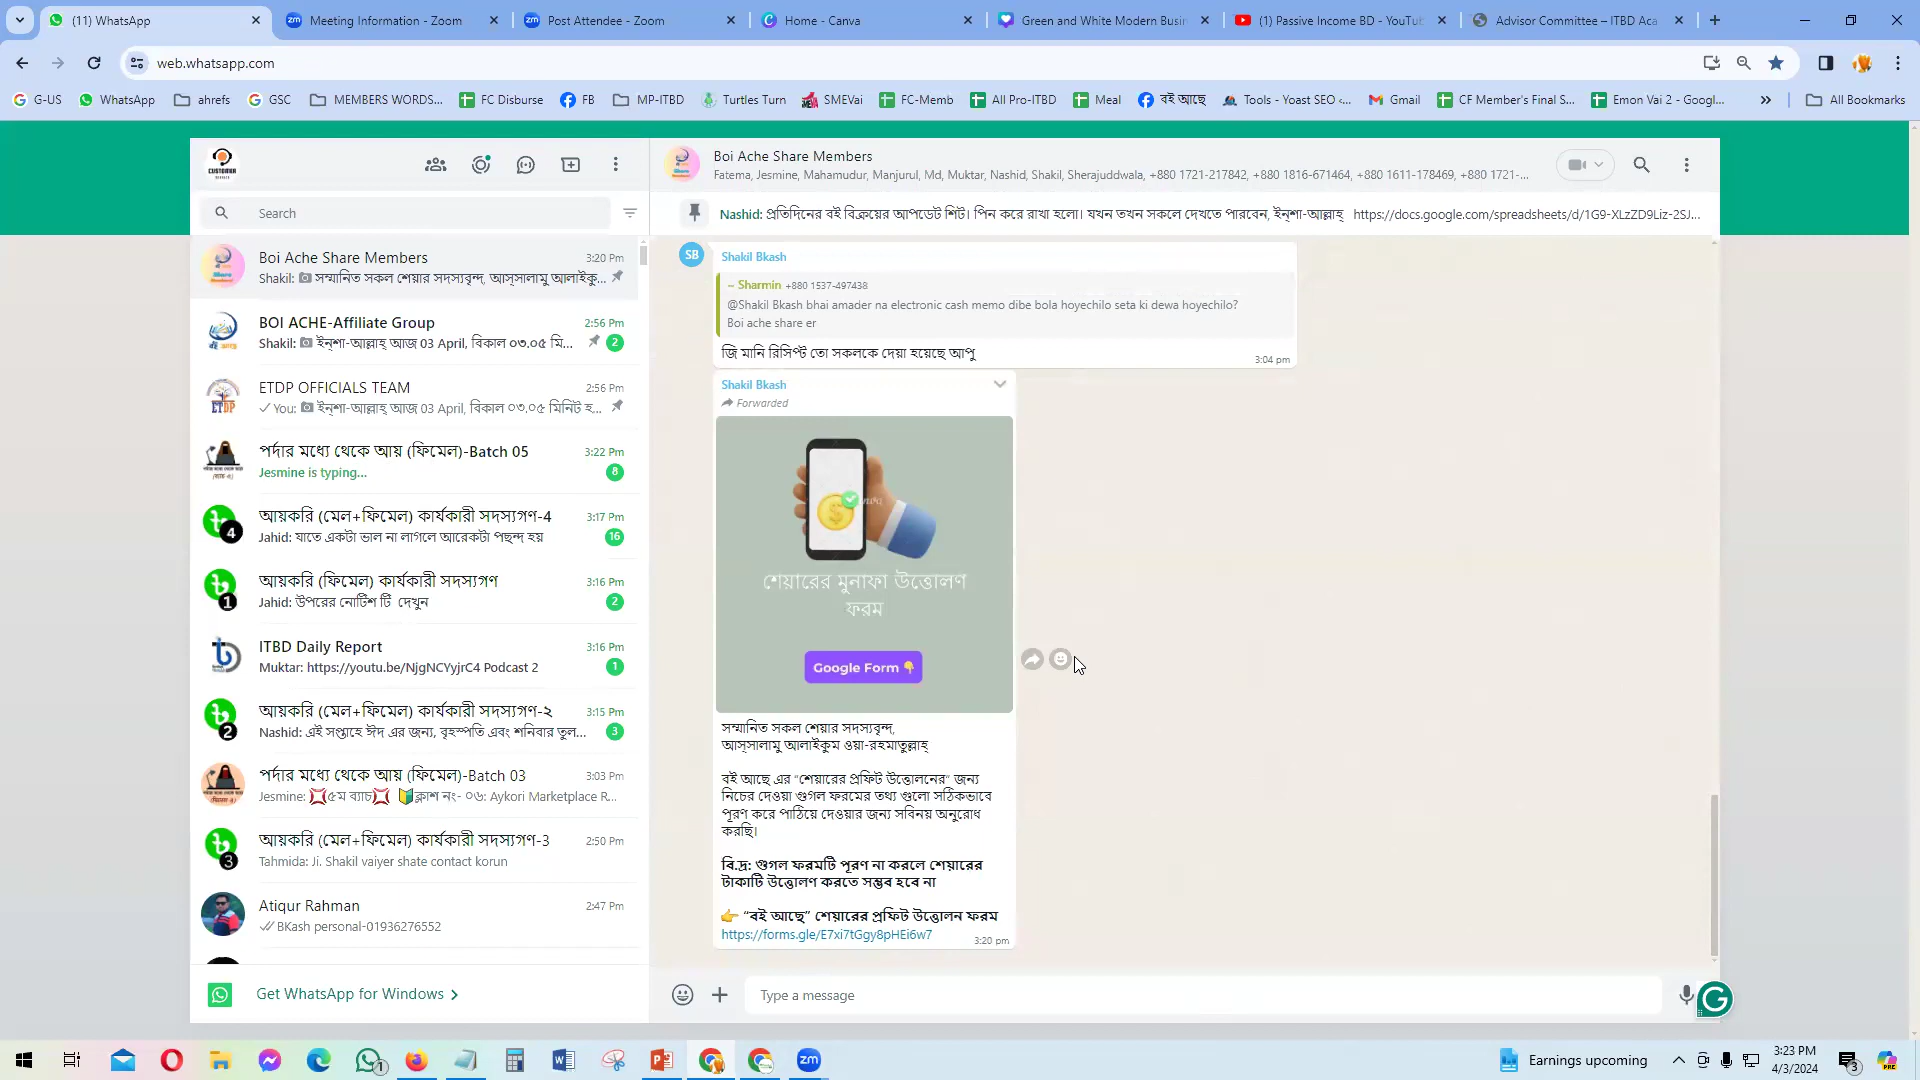 (11) WhatsApp
Meeting Information - Zoom
Post Attendee - Zoom
Home - Canva
Green and White Modern Busin
(1) Passive Income BD - YouTub
Advisor Committee – ITBD Aca
web.whatsapp.com
G-US
WhatsApp
ahrefs
GSC
MEMBERS WORDS...
FC Disburse
FB
MP-ITBD
Turtles Turn
SMEVai
FC-Memb
All Pro-ITBD
Meal
বই আছে
Tools - Yoast SEO ‹...
Gmail
CF Member's Final S...
Emon Vai 2 - Googl...
All Bookmarks
Search
Boi Ache Share Members
3:20 Pm
Shakil: সম্মানিত সকল শেয়ার সদস্যবৃন্দ, আস্সালামু আলাইকু...
BOI ACHE-Affiliate Group
2:56 Pm
Shakil: ইন্শা-আল্লাহ্ আজ 03 April, বিকাল ০৩.০৫ মি...
2
ETDP OFFICIALS TEAM
2:56 Pm
You: ইন্শা-আল্লাহ্ আজ 03 April, বিকাল ০৩.০৫ মিনিট হ...
পর্দার মধ্যে থেকে আয় (ফিমেল)-Batch 05
3:22 Pm
Jesmine is typing...
8
আয়করি (মেল+ফিমেল) কার্যকারী সদস্যগণ-4
3:17 Pm
Jahid: যাতে একটা ভাল না লাগলে আরেকটা পছন্দ হয়
16
আয়করি (ফিমেল) কার্যকারী সদস্যগণ
3:16 Pm
Jahid: উপরের নোটিশ টি দেখুন
2
ITBD Daily Report
3:16 Pm
Muktar: https://youtu.be/NjgNCYyjrC4 Podcast 2
1
আয়করি (মেল+ফিমেল) কার্যকারী সদস্যগণ-২
3:15 Pm
Nashid: এই সপ্তাহে ঈদ এর জন্য, বৃহস্পতি এবং শনিবার তুল...
3
পর্দার মধ্যে থেকে আয় (ফিমেল)-Batch 03
3:03 Pm
Jesmine: 💢৫ম ব্যাচ💢 🔰ক্লাশ নং- ০৬: Aykori Marketplace R...
আয়করি (মেল+ফিমেল) কার্যকারী সদস্যগণ-3
2:50 Pm
Tahmida: Ji. Shakil vaiyer shate contact korun
Atiqur Rahman
2:47 Pm
BKash personal-01936276552
Get WhatsApp for Windows
Boi Ache Share Members
Fatema, Jesmine, Mahamudur, Manjurul, Md, Muktar, Nashid, Shakil, Sherajuddwala, +880 1721-217842, +880 1816-671464, +880 1611-178469, +880 1721-...
Nashid: প্রতিদিনের বই বিক্রয়ের আপডেট শিট। পিন করে রাখা হলো। যখন তখন সকলে দেখতে পারবেন, ইন্শা-আল্লাহ্ https://docs.google.com/spreadsheets/d/1G9-XLzZD9Liz-2SJ...
SB
Shakil Bkash
~ Sharmin +880 1537-497438
@Shakil Bkash bhai amader na electronic cash memo dibe bola hoyechilo seta ki dewa hoyechilo?
Boi ache share er
জি মানি রিসিপ্ট তো সকলকে দেয়া হয়েছে আপু
3:04 pm
Shakil Bkash
Forwarded
শেয়ারের মুনাফা উত্তোলণ
ফরম
Google Form 👇
সম্মানিত সকল শেয়ার সদস্যবৃন্দ,
আস্সালামু আলাইকুম ওয়া-রহমাতুল্লাহ্
বই আছে এর "শেয়ারের প্রফিট উত্তোলনের" জন্য
নিচের দেওয়া গুগল ফরমের তথ্য গুলো সঠিকভাবে
পূরণ করে পাঠিয়ে দেওয়ার জন্য সবিনয় অনুরোধ
করছি।
বি.দ্র: গুগল ফরমটি পূরণ না করলে শেয়ারের
টাকাটি উত্তোলণ করতে সম্ভব হবে না
👉 "বই আছে" শেয়ারের প্রফিট উত্তোলন ফরম
https://forms.gle/E7xi7tGgy8pHEi6w7
3:20 pm
Type a message
Earnings upcoming
3:23 PM
4/3/2024